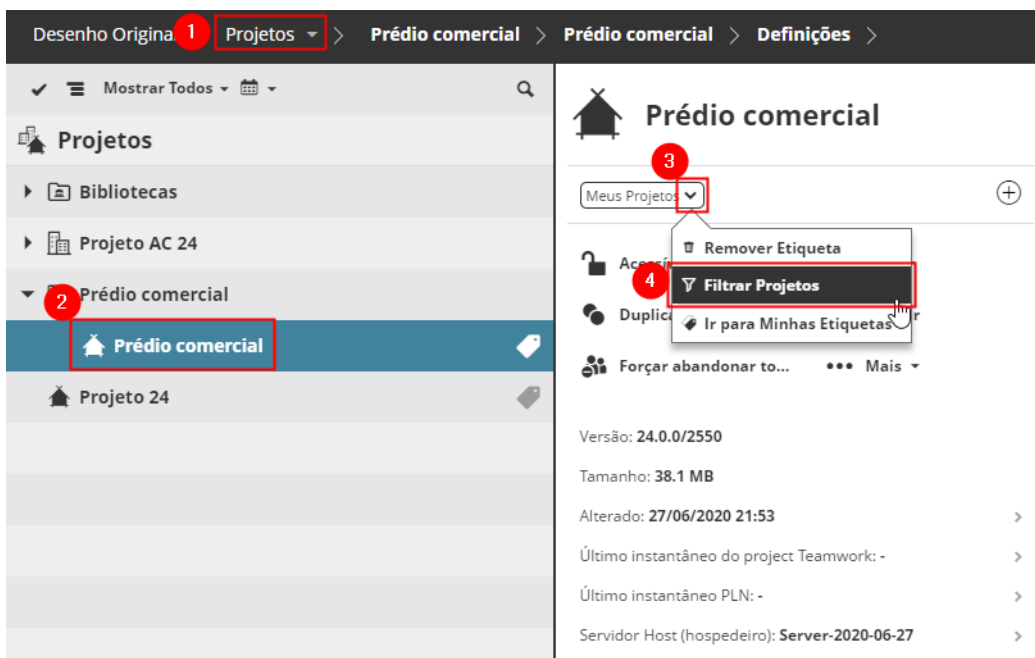 Desenho Origina 1 Projetos > Prédio comercial > Prédio comercial > Definições >
Mostrar Todos
Projetos
Bibliotecas
Projeto AC 24
2 Prédio comercial
Prédio comercial
Projeto 24
Prédio comercial
3
Meus Projetos
Remover Etiqueta
4 Filtrar Projetos
Duplica
Ir para Minhas Etiquetas
Forçar abandonar to... ••• Mais
Versão: 24.0.0/2550
Tamanho: 38.1 MB
Alterado: 27/06/2020 21:53
Último instantâneo do project Teamwork: -
Último instantâneo PLN: -
Servidor Host (hospedeiro): Server-2020-06-27